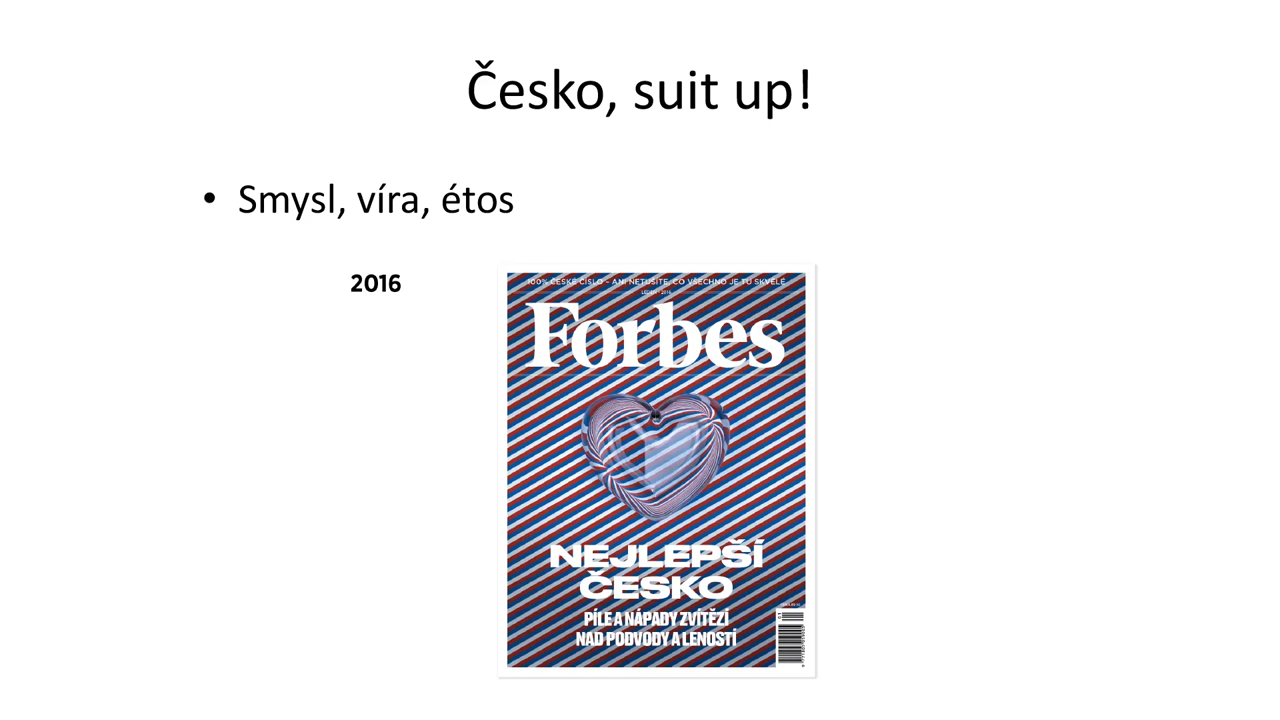 Česko, suit up!
• Smysl, víra, étos
2016
100% ČESKÉ ČÍSLO – ANI NETUŠÍTE, CO VŠECHNO JE TU SKVĚLÉ
Forbes
NEJLEPŠÍ
ČESKO
PÍLE A NÁPADY ZVÍTĚZÍ
NAD PODVODY A LENOSTÍ